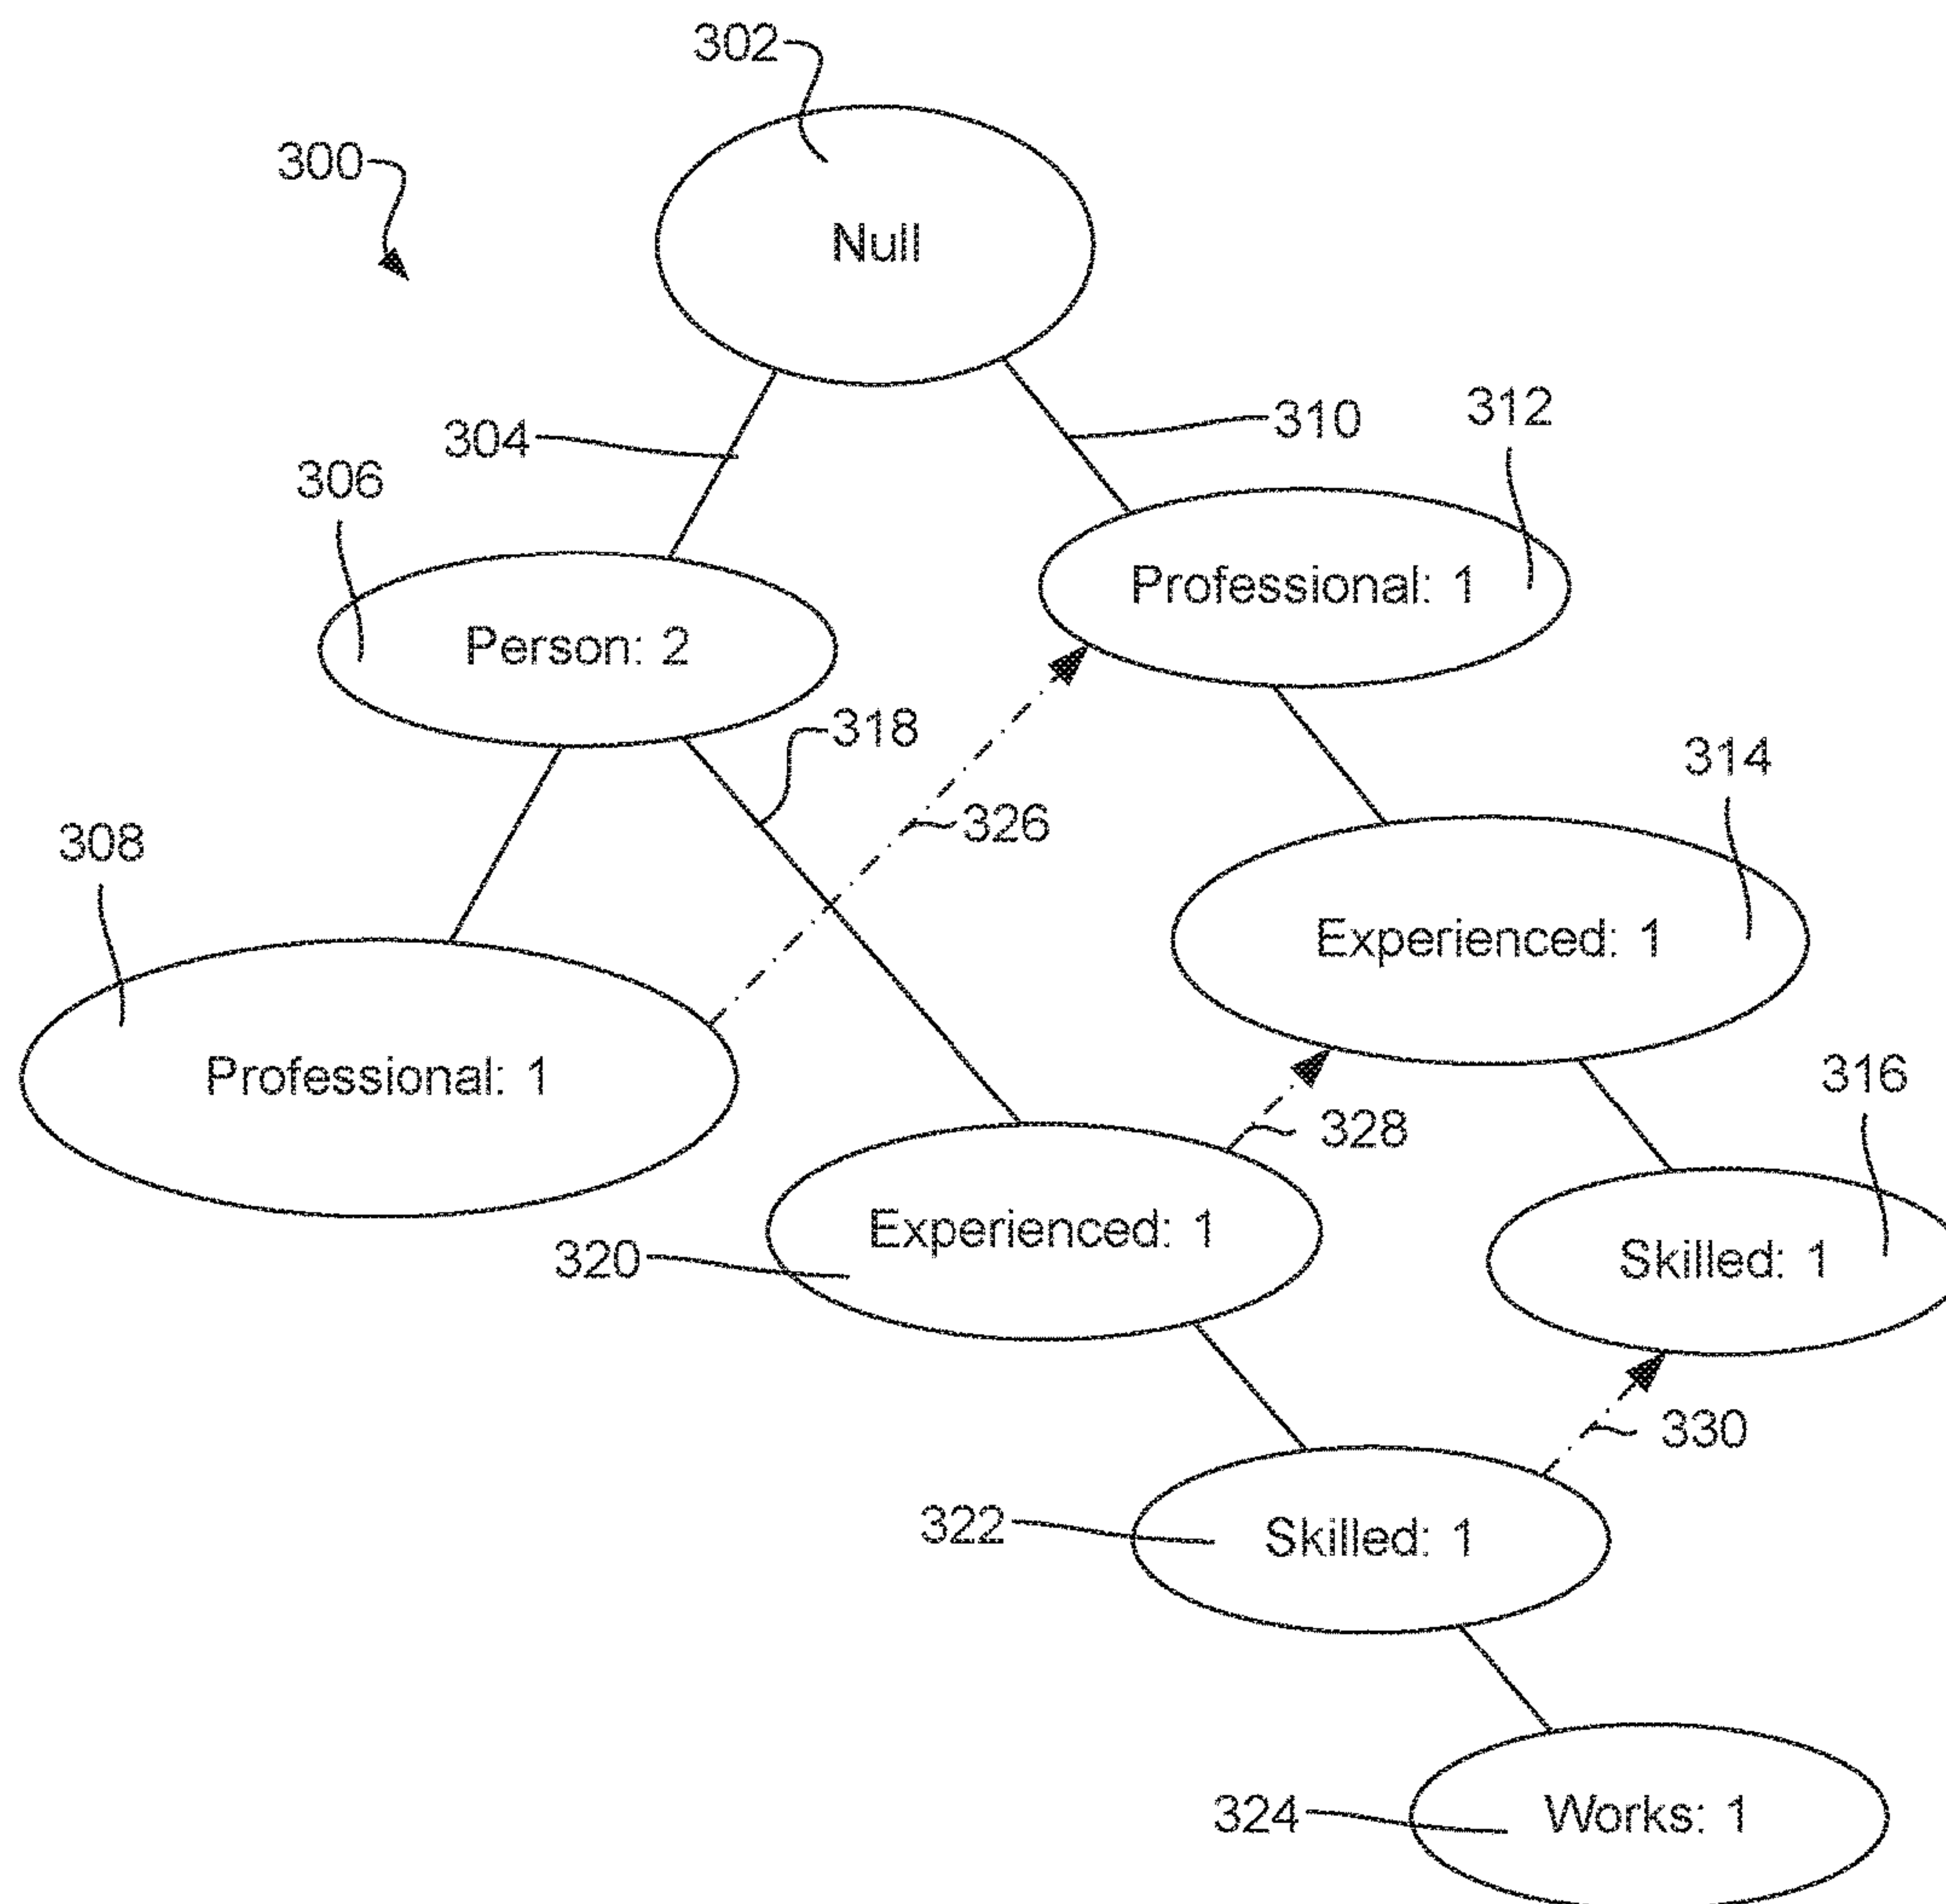 302
300
Null
304
310
312
306
Professional: 1
Person: 2
318
314
326
308
Experienced: 1
Professional: 1
316
328
Experienced: 1
320
Skilled: 1
330
322
Skilled: 1
324
Works: 1